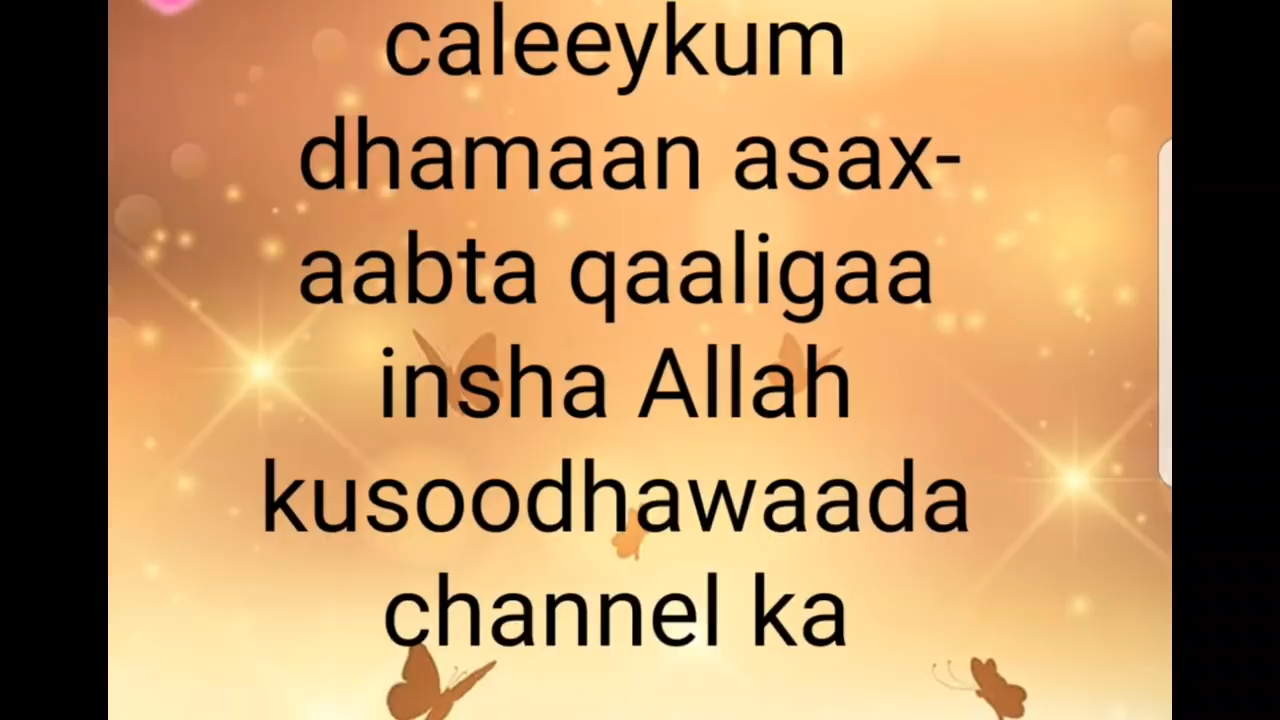 caleeykum
dhamaan asax-
aabta qaaligaa
insha Allah
kusoodhawaada
channel ka